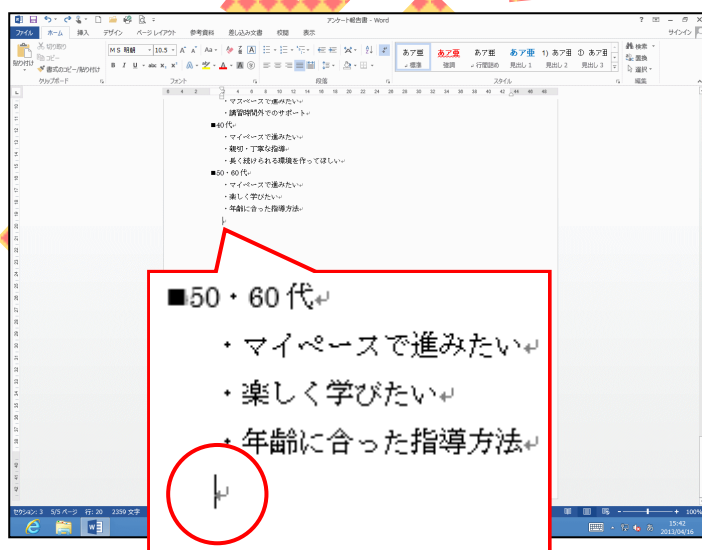 アンケート報告書 - Word
ファイル ホーム 挿入 デザイン ページ レイアウト 参考資料 差し込み文書 校閲 表示
サインイン
切り取り
コピー
書式のコピー/貼り付け
貼り付け
MS 明朝 10.5
標準 強調 行間詰め 見出し 1 見出し 2 見出し 3
検索
置換
選択
クリップボード フォント 段落 スタイル 編集
・マイペースで進みたい
・講習時間外でのサポート
■40代
・マイペースで進みたい
・親切・丁寧な指導
・長く続けられる環境を作ってほしい
■50・60代
・マイペースで進みたい
・楽しく学びたい
・年齢に合った指導方法
■50・60代
・マイペースで進みたい
・楽しく学びたい
・年齢に合った指導方法
セクション: 3 5/5 ページ 行: 20 2359 文字
100%
15:42
2013/04/16